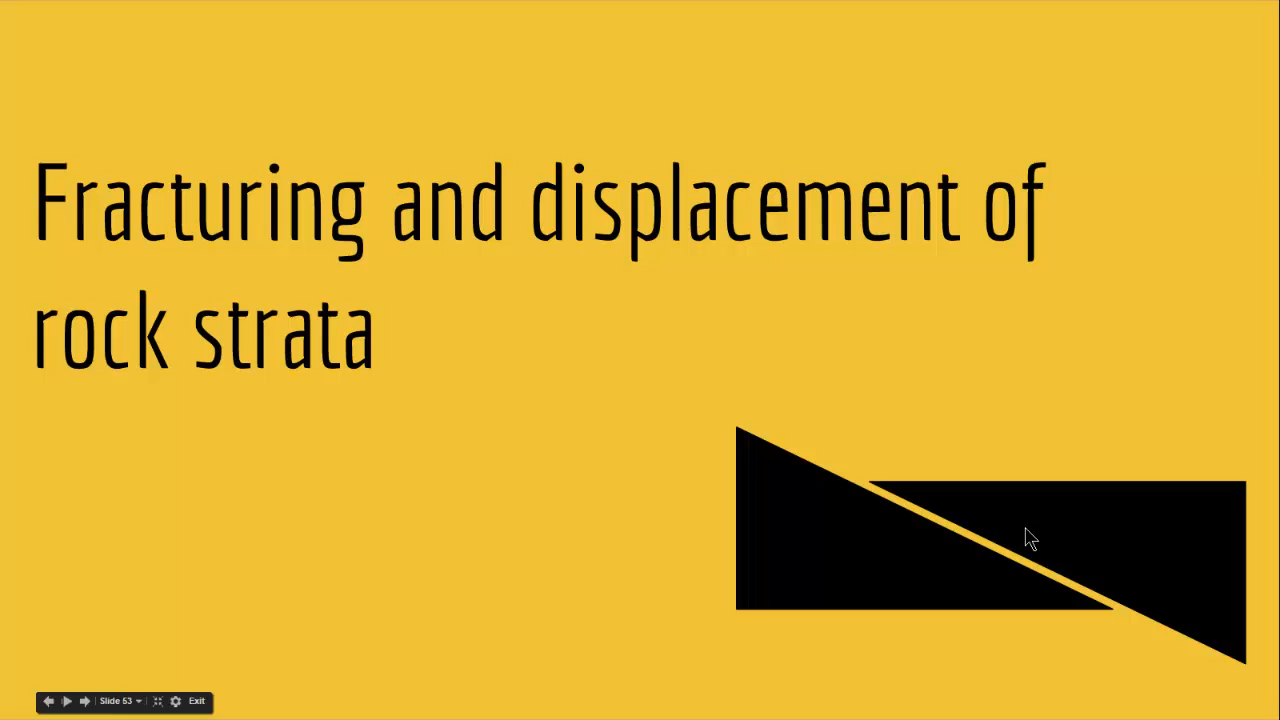 Fracturing and displacement of
rock strata
Slide 53
Exit